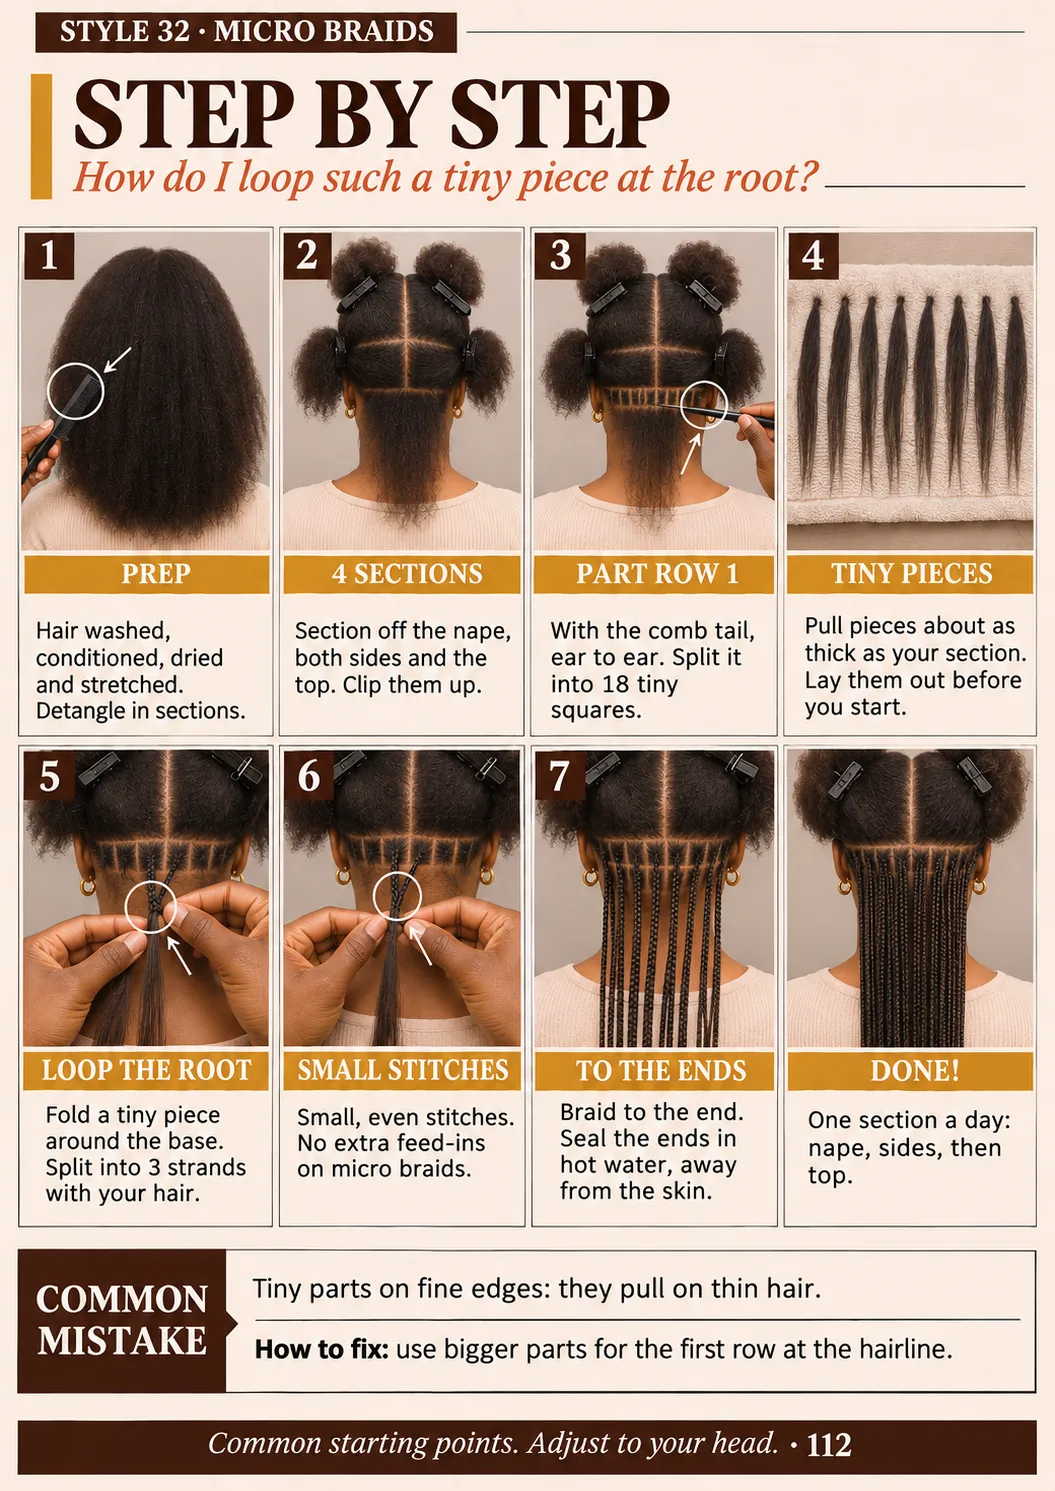 STYLE 32 · MICRO BRAIDS
STEP BY STEP
How do I loop such a tiny piece at the root?
1
PREP
Hair washed,
conditioned, dried
and stretched.
Detangle in sections.
2
4 SECTIONS
Section off the nape,
both sides and the
top. Clip them up.
3
PART ROW 1
With the comb tail,
ear to ear. Split it
into 18 tiny
squares.
4
TINY PIECES
Pull pieces about as
thick as your section.
Lay them out before
you start.
5
LOOP THE ROOT
Fold a tiny piece
around the base.
Split into 3 strands
with your hair.
6
SMALL STITCHES
Small, even stitches.
No extra feed-ins
on micro braids.
7
TO THE ENDS
Braid to the end.
Seal the ends in
hot water, away
from the skin.
DONE!
One section a day:
nape, sides, then
top.
COMMON
MISTAKE
Tiny parts on fine edges: they pull on thin hair.
How to fix: use bigger parts for the first row at the hairline.
Common starting points. Adjust to your head. · 112